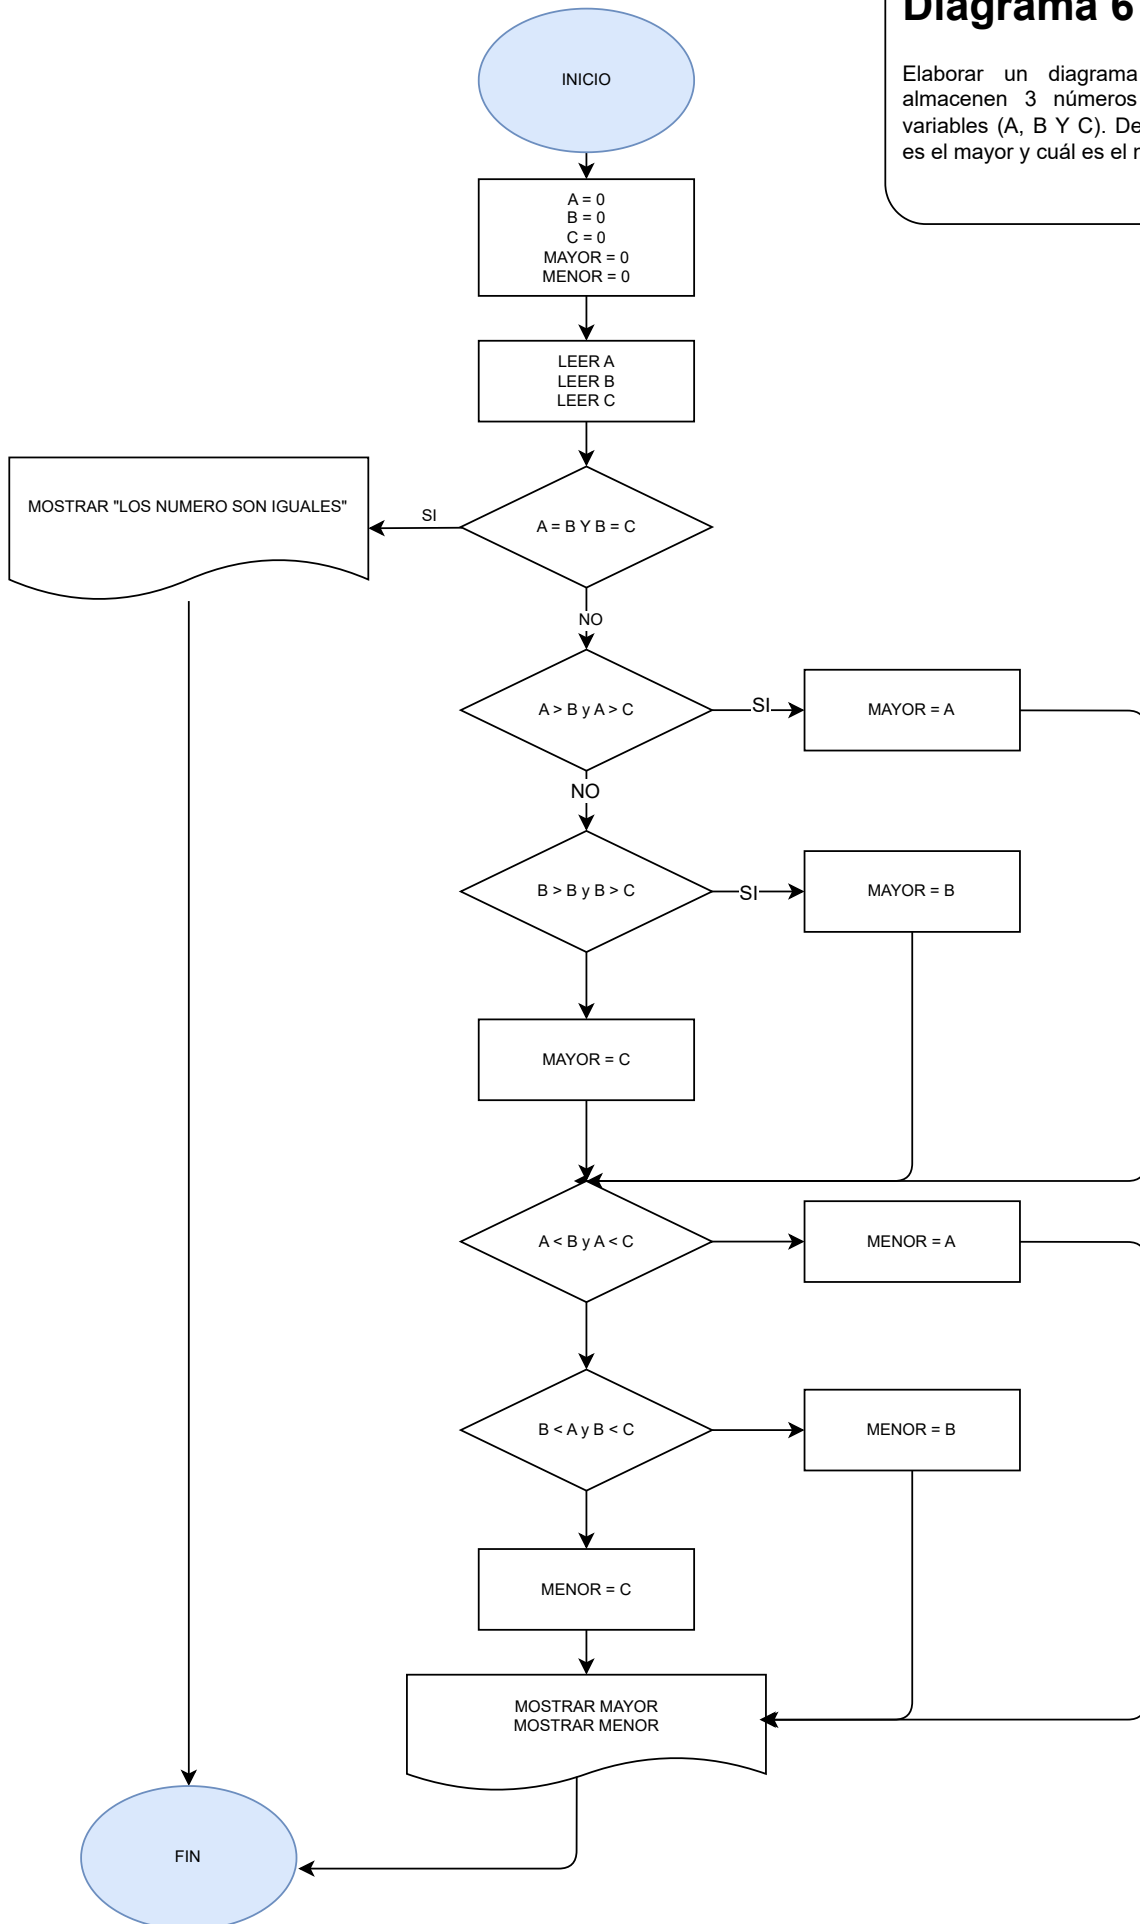 Diagrama 6
Elaborar un diagrama
almacenen 3 números
variables (A, B Y C).
es el mayor y cuál es el
INICIO
A = 0
B = 0
C = 0
MAYOR = 0
MENOR = 0
LEER A
LEER B
LEER C
A = B Y B = C
SI
MOSTRAR "LOS NUMERO SON IGUALES"
NO
A > B y A > C
SI
MAYOR = A
NO
B > B y B > C
SI
MAYOR = B
MAYOR = C
A < B y A < C
MENOR = A
B < A y B < C
MENOR = B
MENOR = C
MOSTRAR MAYOR
MOSTRAR MENOR
FIN